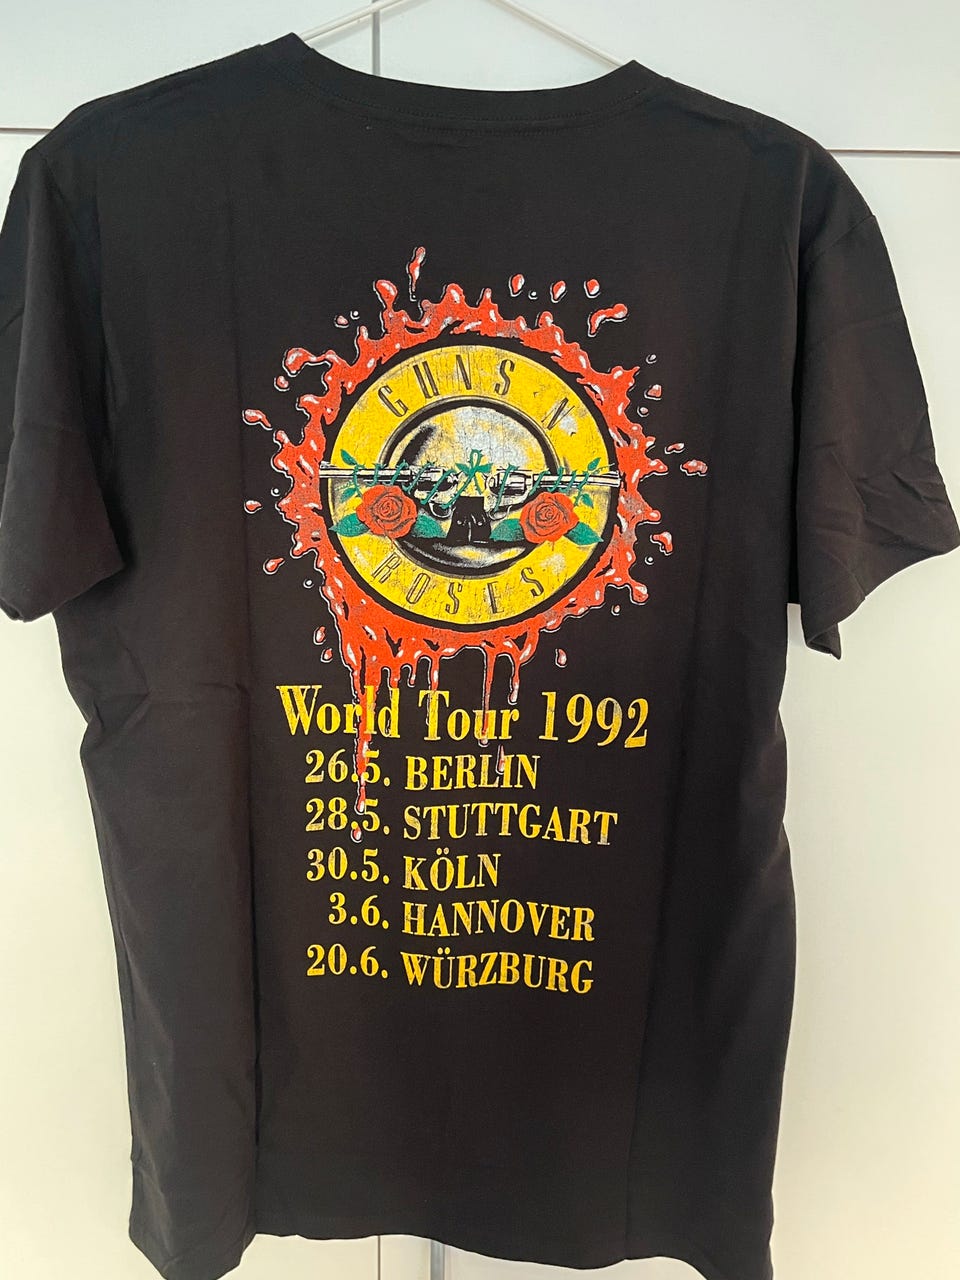 GUNS N'
ROSES
World Tour 1992
26.5. BERLIN
28.5. STUTTGART
30.5. KÖLN
3.6. HANNOVER
20.6. WÜRZBURG